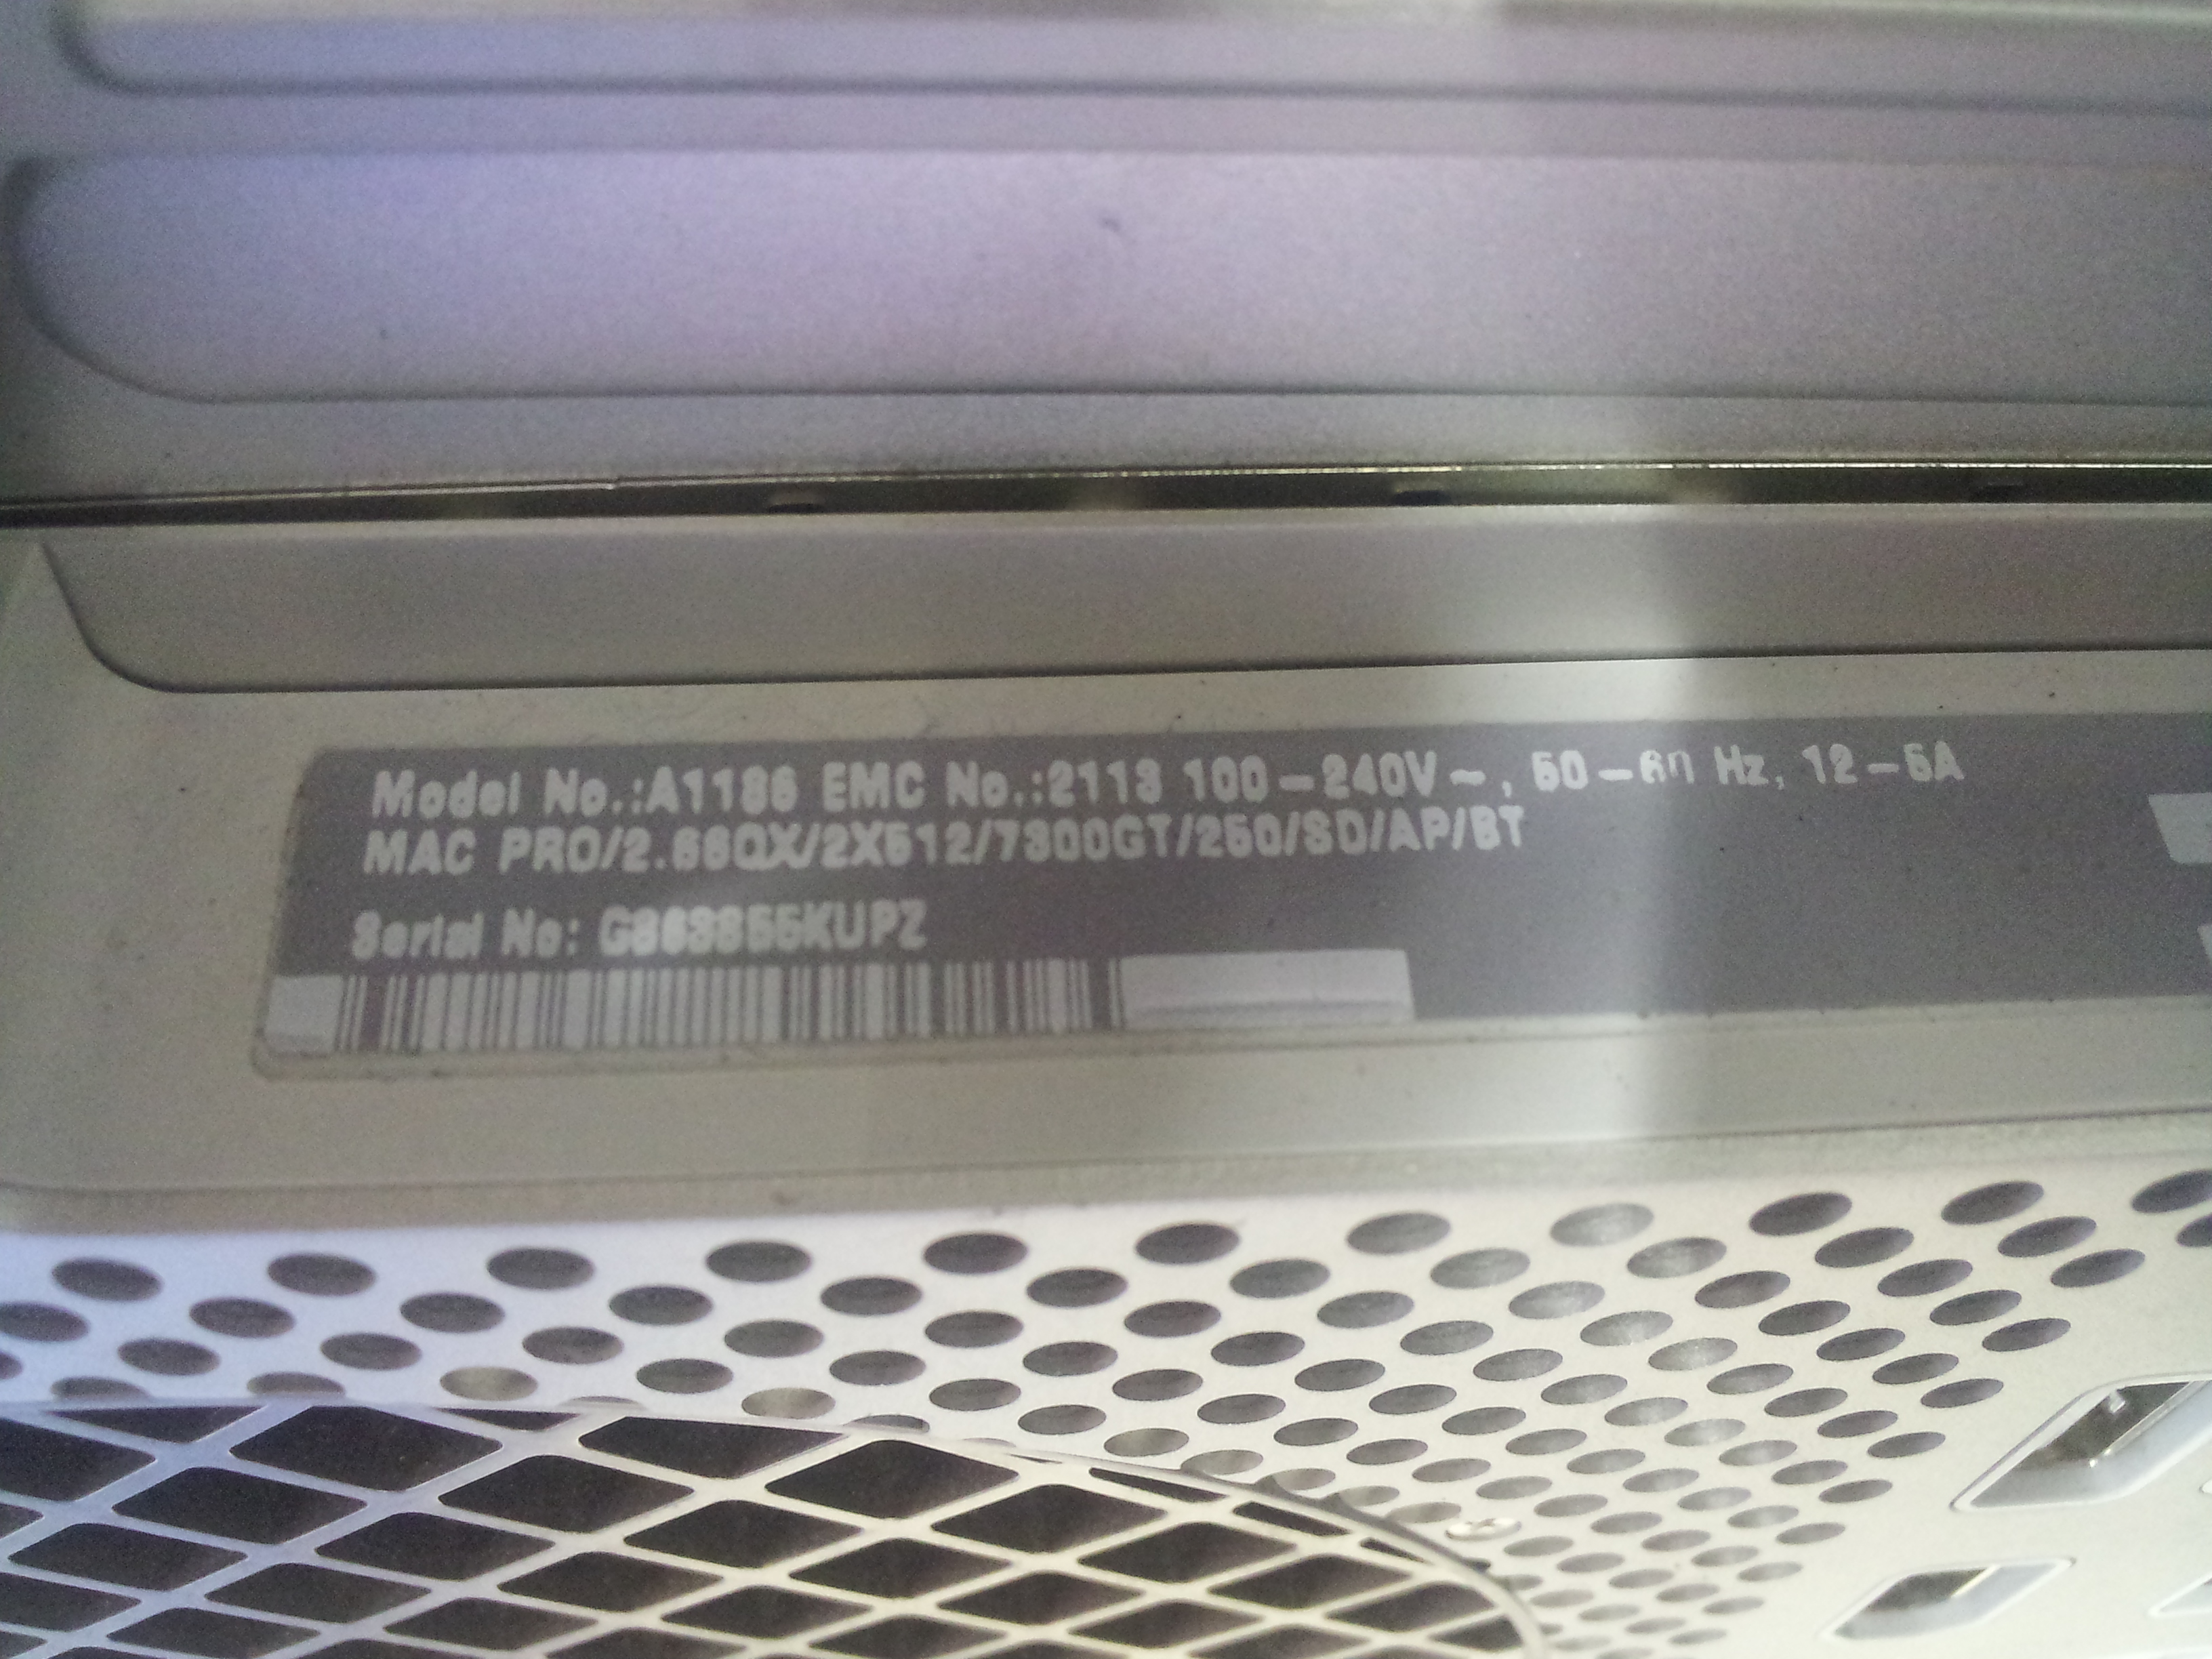 Model No.:A1186 EMC No.:2113 100-240V~, 50-60 Hz, 12-5A
MAC PRO/2.66QX/2X512/7300GT/250/SD/AP/BT
Serial No: